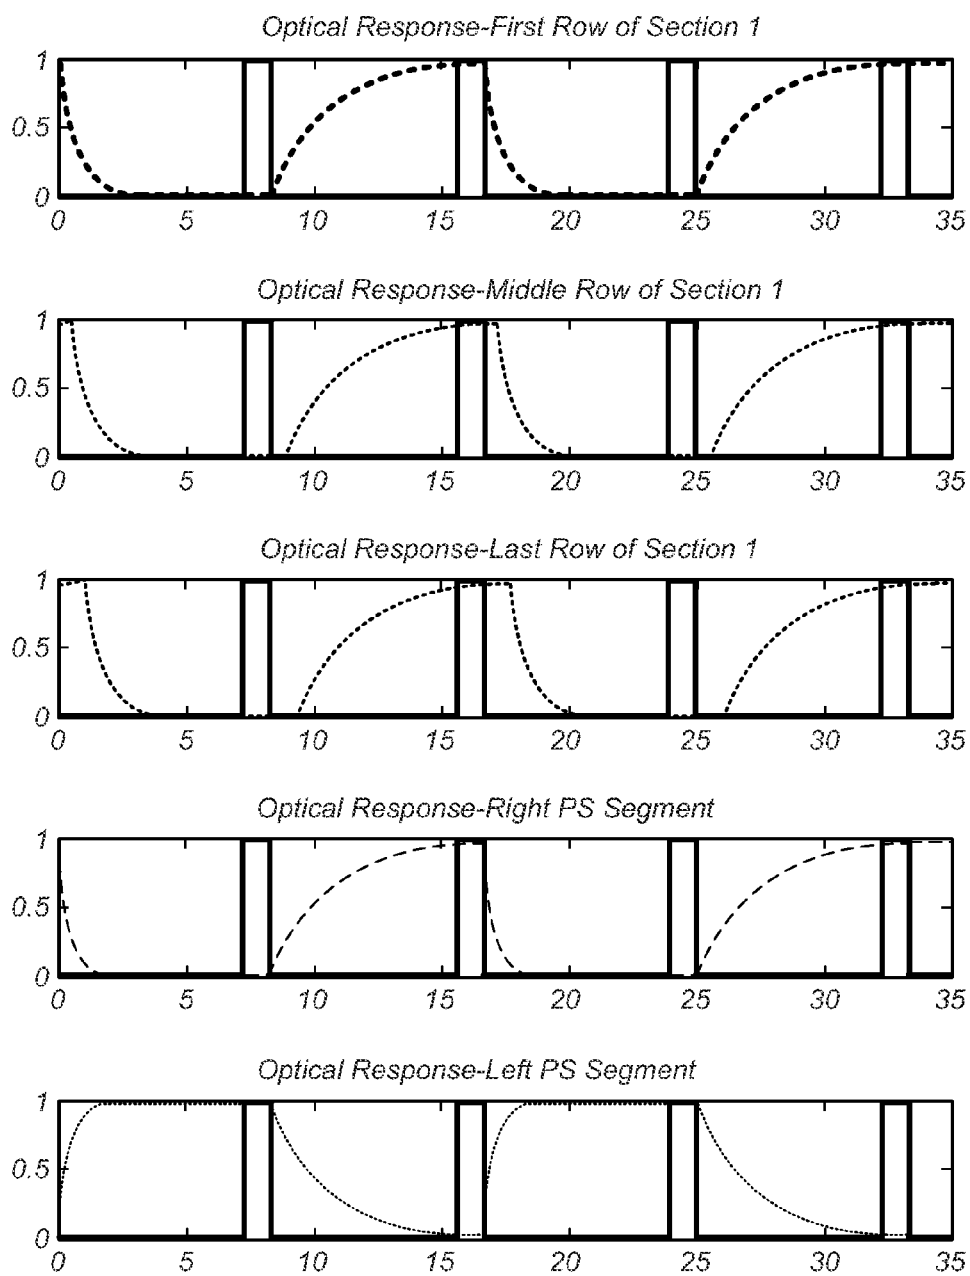 Optical Response-First Row of Section 1
1
0.5
0
0 5 10 15 20 25 30 35
Optical Response-Middle Row of Section 1
1
0.5
0
0 5 10 15 20 25 30 35
Optical Response-Last Row of Section 1
1
0.5
0
0 5 10 15 20 25 30 35
Optical Response-Right PS Segment
1
0.5
0
0 5 10 15 20 25 30 35
Optical Response-Left PS Segment
1
0.5
0
0 5 10 15 20 25 30 35